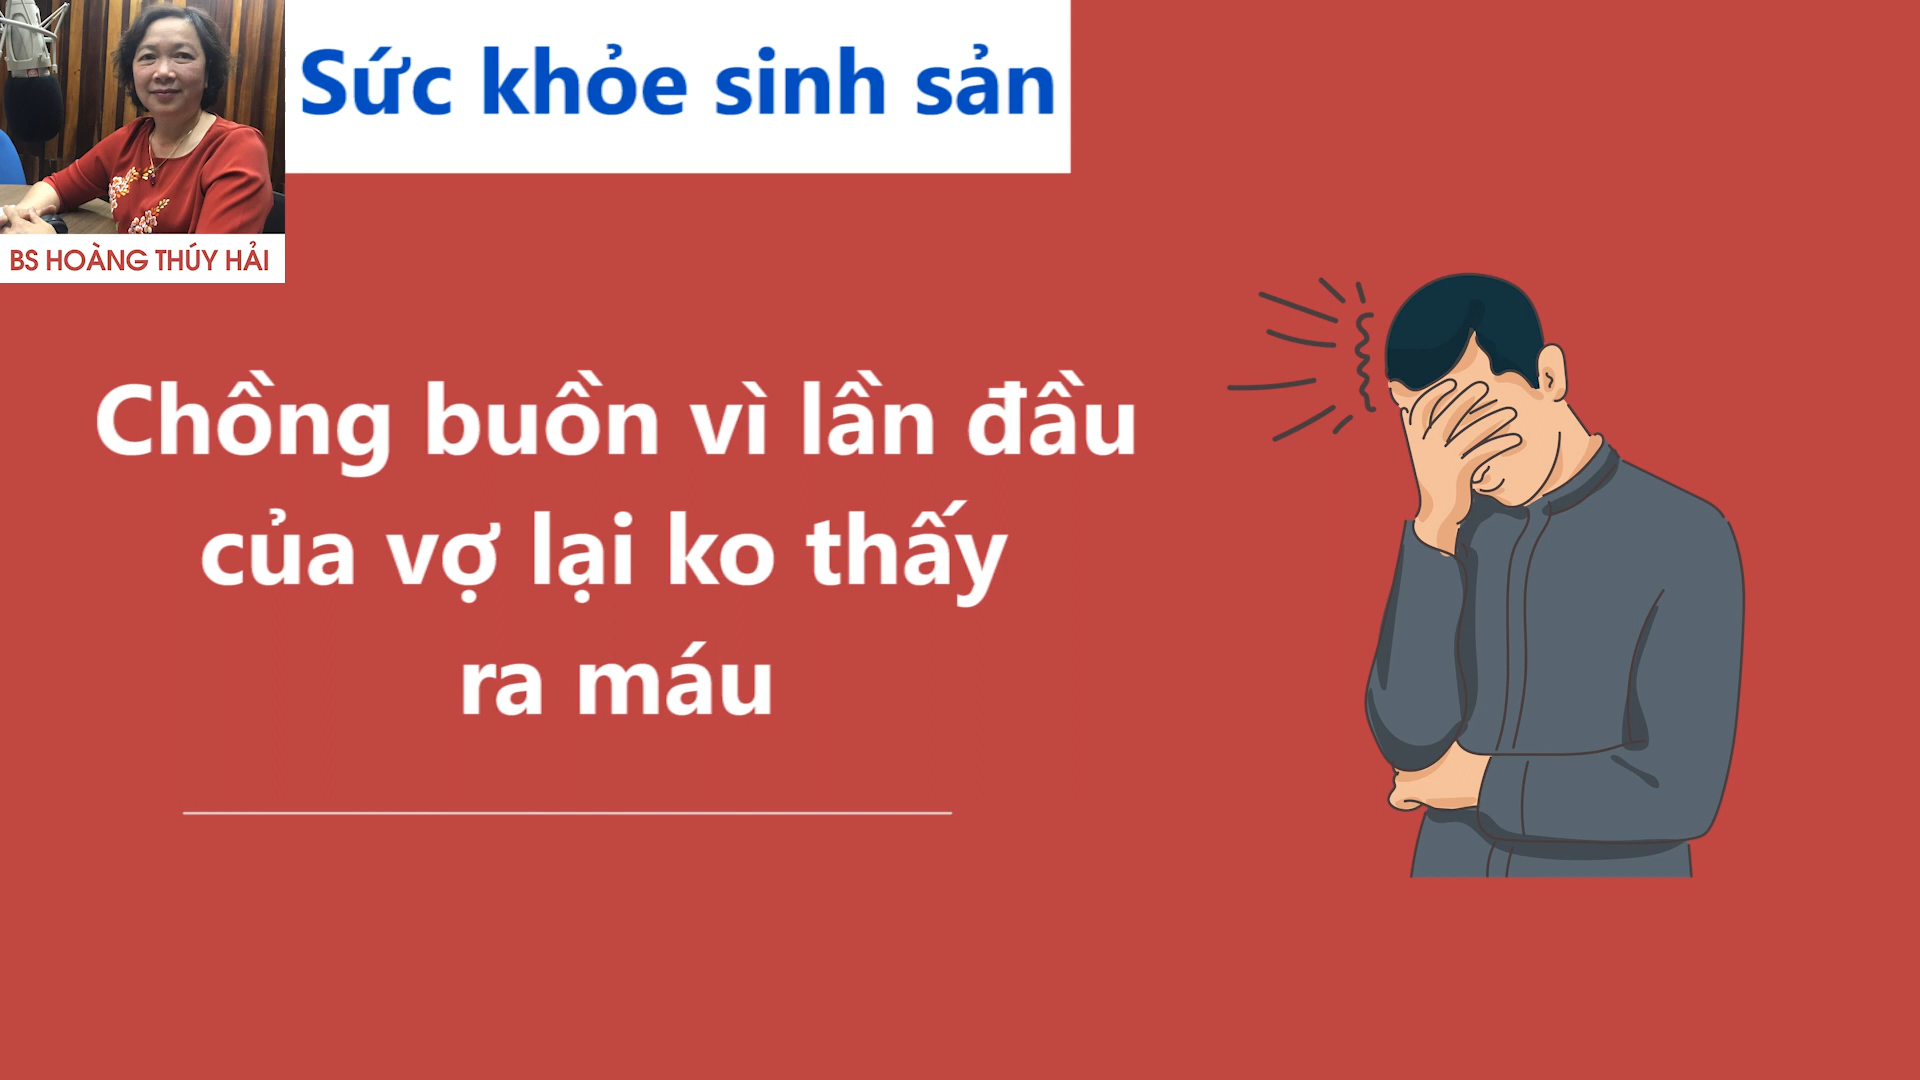 Sức khỏe sinh sản
BS HOÀNG THÚY HẢI
Chồng buồn vì lần đầu
của vợ lại ko thấy
ra máu